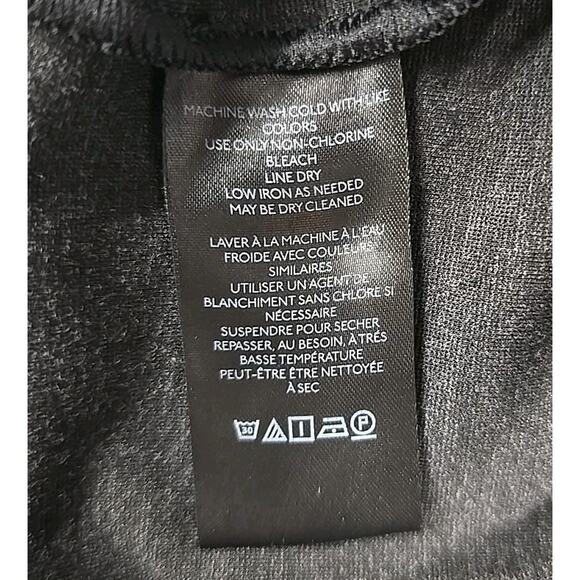 MACHINE WASH COLD WITH LIKE
COLORS
USE ONLY NON-CHLORINE
BLEACH
LINE DRY
LOW IRON AS NEEDED
MAY BE DRY CLEANED
LAVER À LA MACHINE À L'EAU
FROIDE AVEC COULEURS
SIMILAIRES
UTILISER UN AGENT DE
BLANCHIMENT SANS CHLORE SI
NÉCESSAIRE
SUSPENDRE POUR SECHER
REPASSER, AU BESOIN, À TRÉS
BASSE TEMPÉRATURE
PEUT-ÊTRE ÊTRE NETTOYÉE
À SEC
30 P